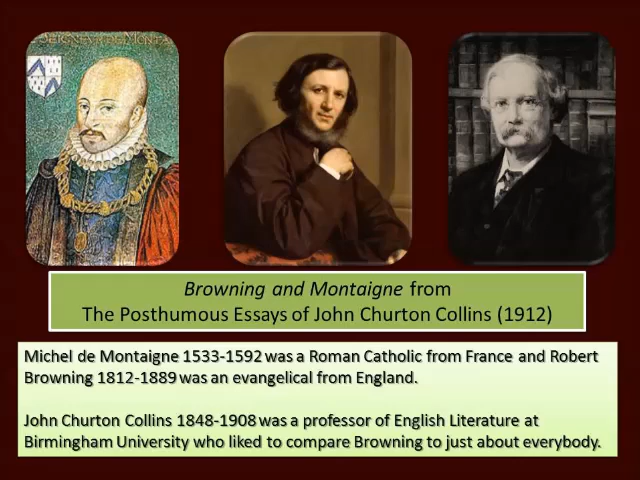 Browning and Montaigne from
The Posthumous Essays of John Churton Collins (1912)
Michel de Montaigne 1533-1592 was a Roman Catholic from France and Robert
Browning 1812-1889 was an evangelical from England.
John Churton Collins 1848-1908 was a professor of English Literature at
Birmingham University who liked to compare Browning to just about everybody.